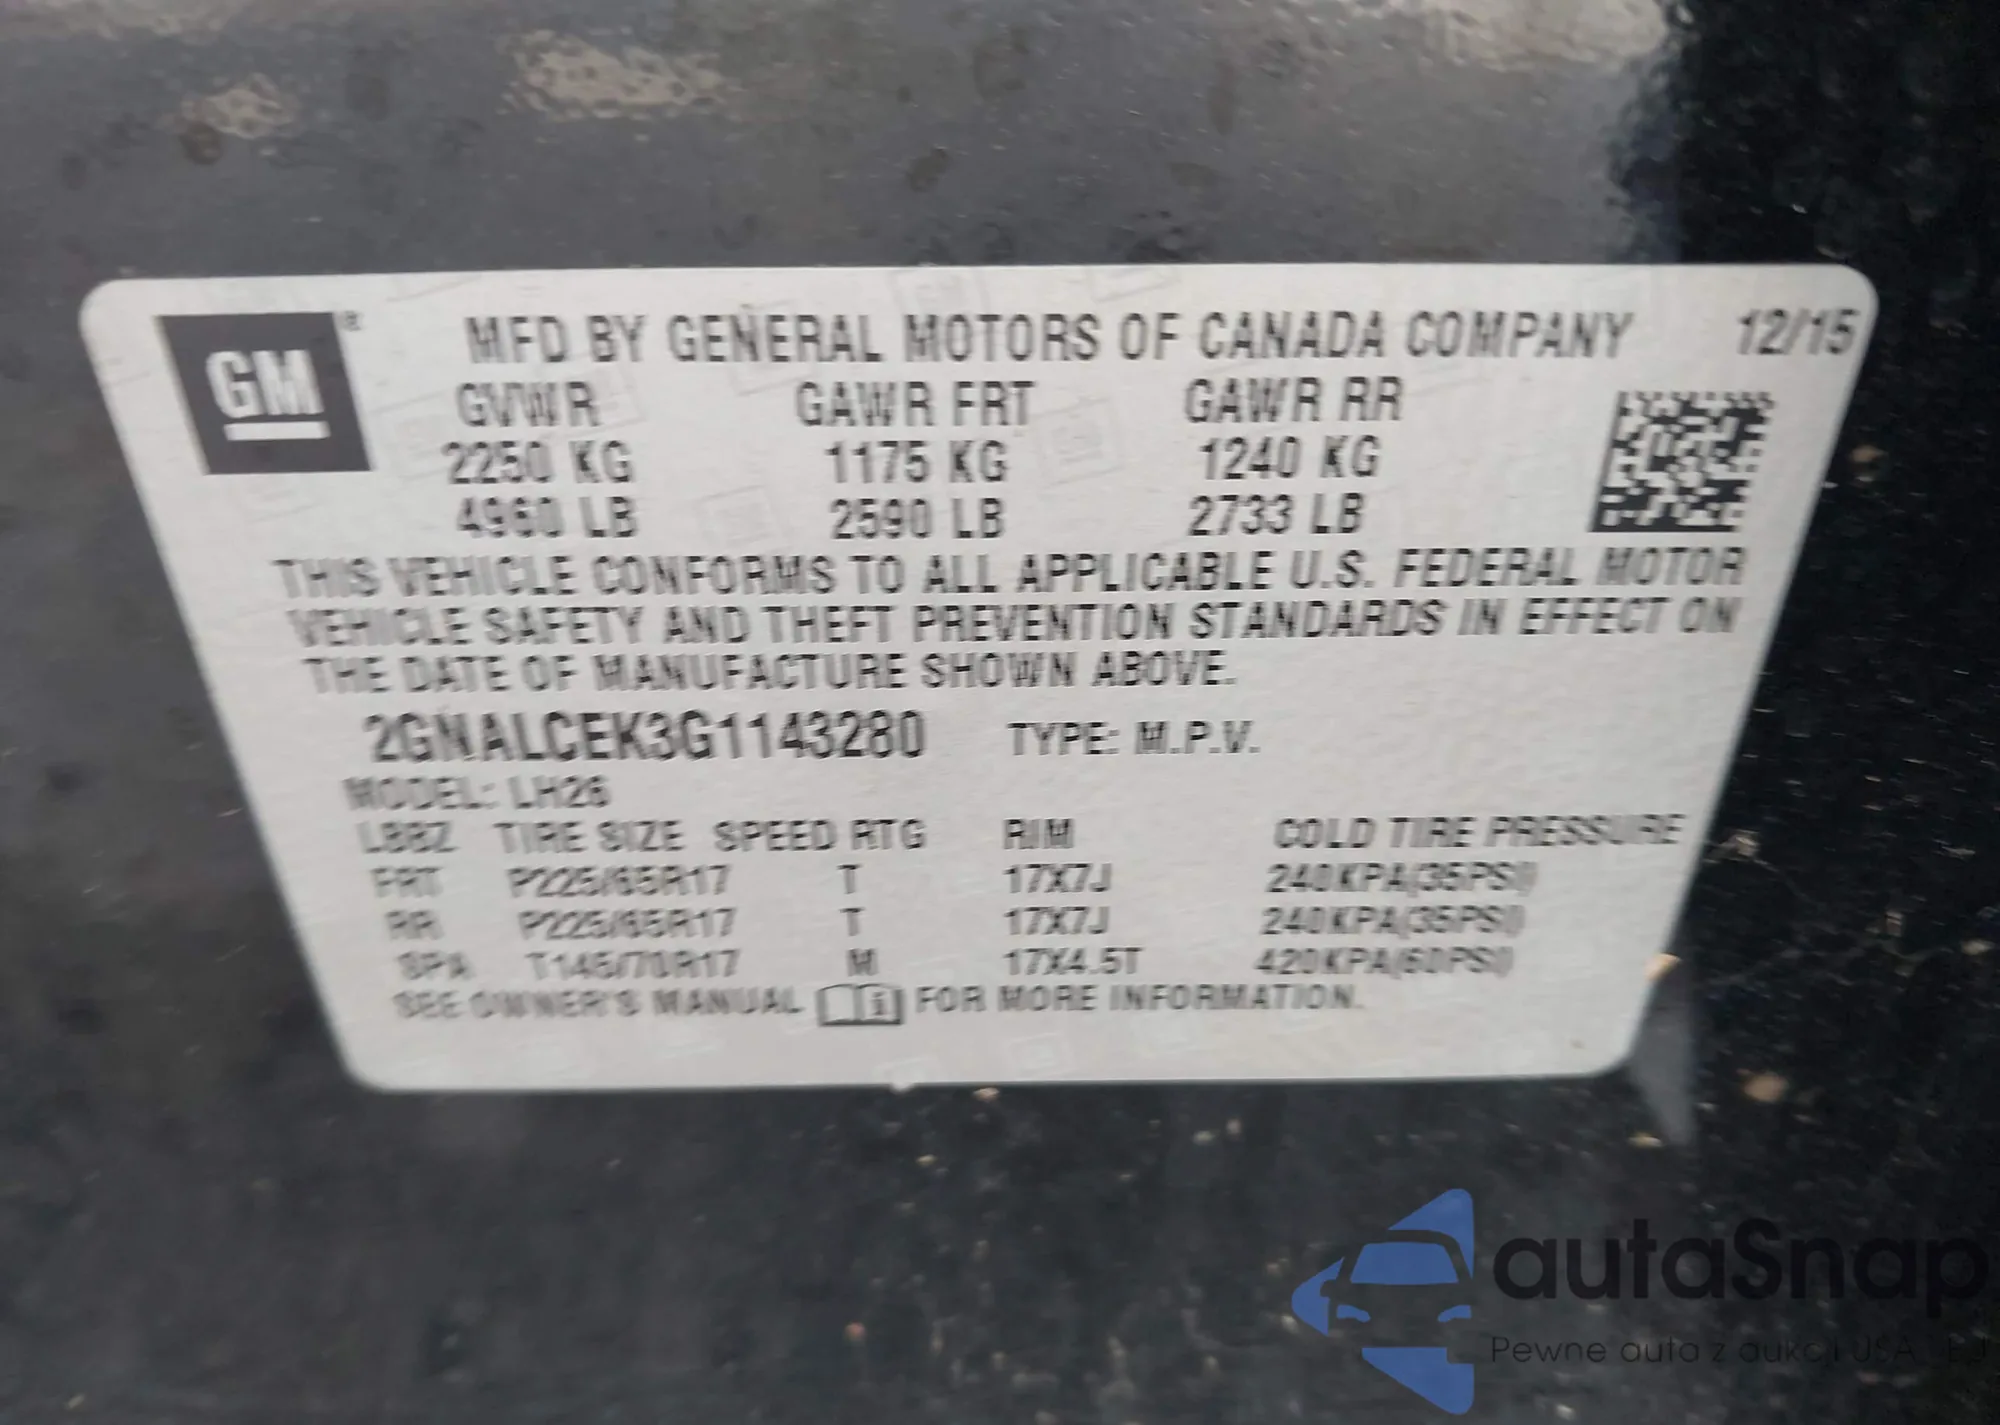 GM ® MFD BY GENERAL MOTORS OF CANADA COMPANY 12/15
GVWR GAWR FRT GAWR RR
2250 KG 1175 KG 1240 KG
4960 LB 2590 LB 2733 LB
THIS VEHICLE CONFORMS TO ALL APPLICABLE U.S. FEDERAL MOTOR
VEHICLE SAFETY AND THEFT PREVENTION STANDARDS IN EFFECT ON
THE DATE OF MANUFACTURE SHOWN ABOVE.
2GNALCEK3G1143280 TYPE: M.P.V.
MODEL: LH26
TIRE SIZE SPEED RTG RIM COLD TIRE PRESSURE
FRT P225/65R17 T 17X7J 240KPA(35PSI)
RR P225/65R17 T 17X7J 240KPA(35PSI)
SPA T145/70R17 M 17X4.5T 420KPA(60PSI)
SEE OWNER'S MANUAL FOR MORE INFORMATION.
autaSnap
Pewne auta z aukcji USA